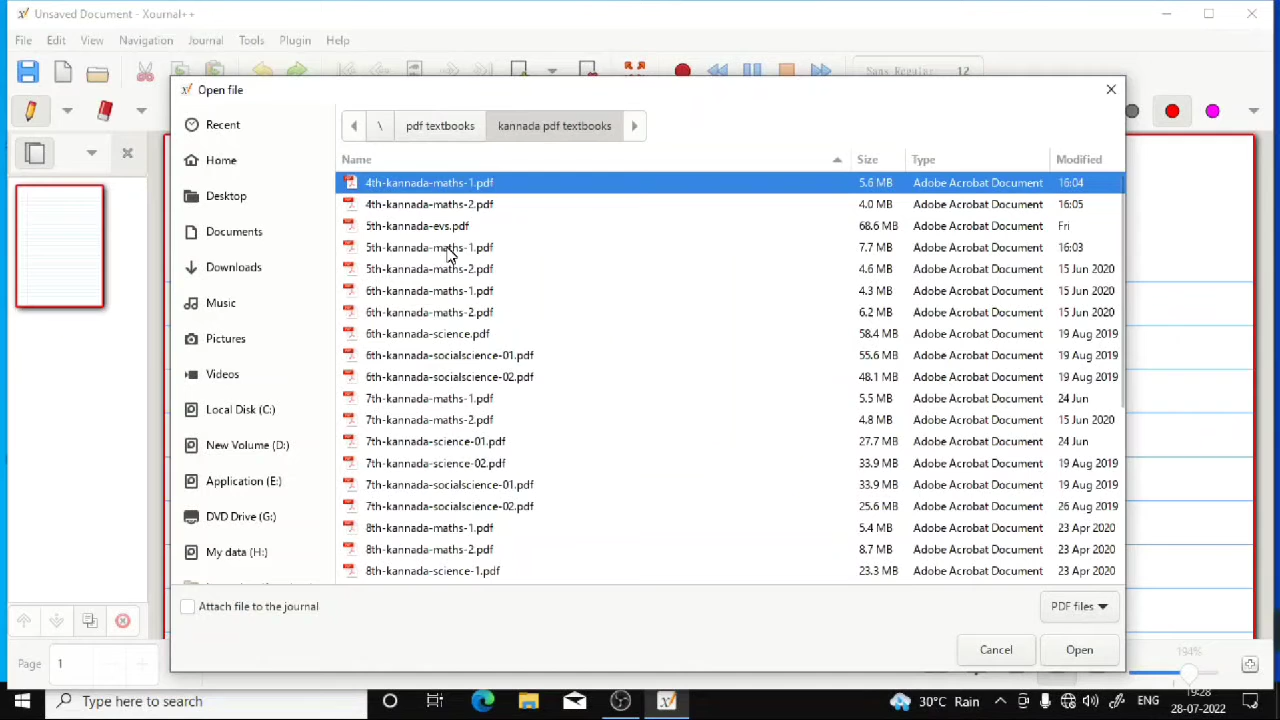 Unsaved Document - Xournal++
File Edit View Navigation Journal Tools Plugin Help
Sans Regular 12
Open file
\ pdf textbooks kannada pdf textbooks
Recent
Home
Desktop
Documents
Downloads
Music
Pictures
Videos
Local Disk (C:)
New Volume (D:)
Application (E:)
DVD Drive (G:)
My data (H:)
Name Size Type Modified
4th-kannada-maths-1.pdf 5.6 MB Adobe Acrobat Document 16:04
4th-kannada-maths-2.pdf 4.0 MB Adobe Acrobat Document 16:05
5th-kannada-evs.pdf 68.6 MB Adobe Acrobat Document Fri
5th-kannada-maths-1.pdf 7.7 MB Adobe Acrobat Document 16:03
5th-kannada-maths-2.pdf 4.6 MB Adobe Acrobat Document 15 Jun 2020
6th-kannada-maths-1.pdf 4.3 MB Adobe Acrobat Document 15 Jun 2020
6th-kannada-maths-2.pdf 6.2 MB Adobe Acrobat Document 15 Jun 2020
6th-kannada-science.pdf 58.4 MB Adobe Acrobat Document 19 Aug 2019
6th-kannada-socialscience-01.pdf 55.6 MB Adobe Acrobat Document 19 Aug 2019
6th-kannada-socialscience-02.pdf 48.1 MB Adobe Acrobat Document 19 Aug 2019
7th-kannada-maths-1.pdf 5.5 MB Adobe Acrobat Document 24 Jun
7th-kannada-maths-2.pdf 4.8 MB Adobe Acrobat Document 15 Jun 2020
7th-kannada-science-01.pdf 27.7 MB Adobe Acrobat Document 24 Jun
7th-kannada-science-02.pdf 33.9 MB Adobe Acrobat Document 19 Aug 2019
7th-kannada-socialscience-01.pdf 33.9 MB Adobe Acrobat Document 19 Aug 2019
7th-kannada-socialscience-02.pdf 25.6 MB Adobe Acrobat Document 26 Aug 2019
8th-kannada-maths-1.pdf 5.4 MB Adobe Acrobat Document 23 Apr 2020
8th-kannada-maths-2.pdf 8.7 MB Adobe Acrobat Document 23 Apr 2020
8th-kannada-science-1.pdf 23.3 MB Adobe Acrobat Document 23 Apr 2020
Attach file to the journal PDF files
Cancel Open
Page 1 194%
Type here to search 30°C Rain ENG 19:28
28-07-2022